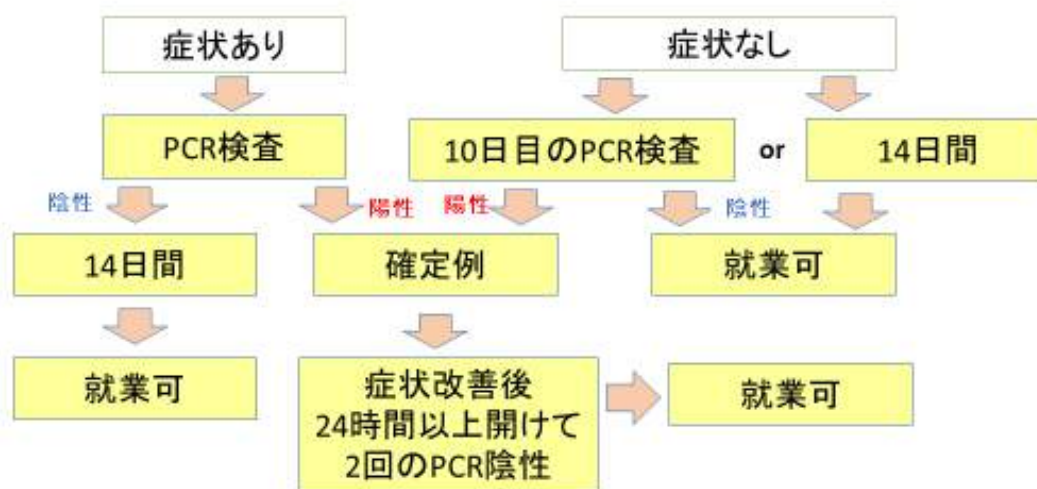 症状あり
症状なし
PCR検査
10日目のPCR検査
or
14日間
陰性
陽性
陽性
陰性
14日間
確定例
就業可
就業可
症状改善後
24時間以上開けて
2回のPCR陰性
就業可